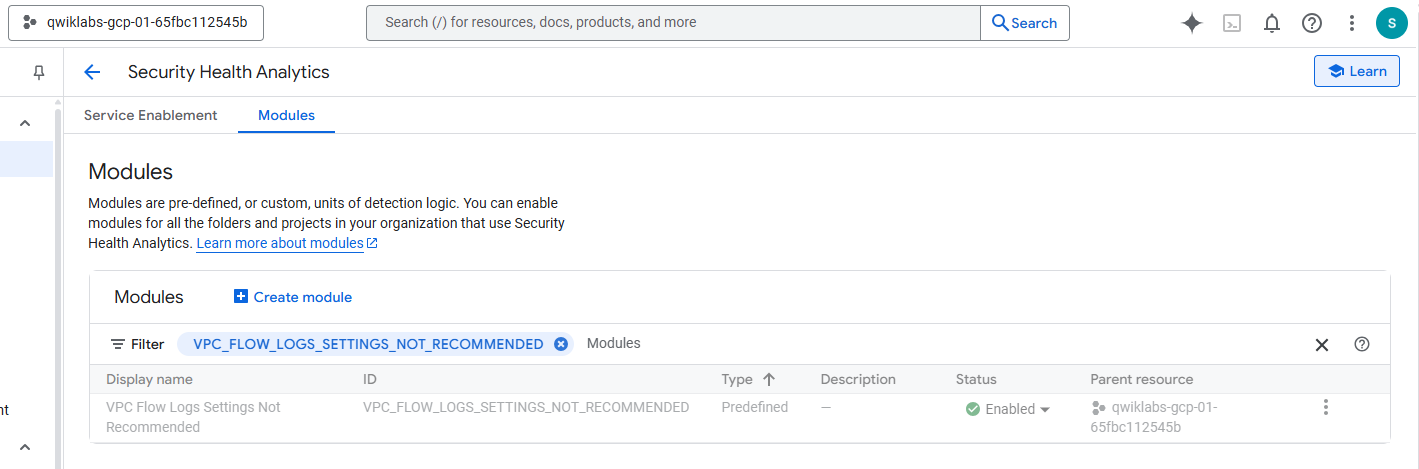 qwiklabs-gcp-01-65fbc112545b
Search (/) for resources, docs, products, and more
Search
S
Security Health Analytics
Learn
Service Enablement
Modules
Modules
Modules are pre-defined, or custom, units of detection logic. You can enable
modules for all the folders and projects in your organization that use Security
Health Analytics. Learn more about modules
Modules
Create module
Filter
VPC_FLOW_LOGS_SETTINGS_NOT_RECOMMENDED
Modules
Display name
ID
Type
Description
Status
Parent resource
VPC Flow Logs Settings Not
Recommended
VPC_FLOW_LOGS_SETTINGS_NOT_RECOMMENDED
Predefined
—
Enabled
qwiklabs-gcp-01-
65fbc112545b
nt